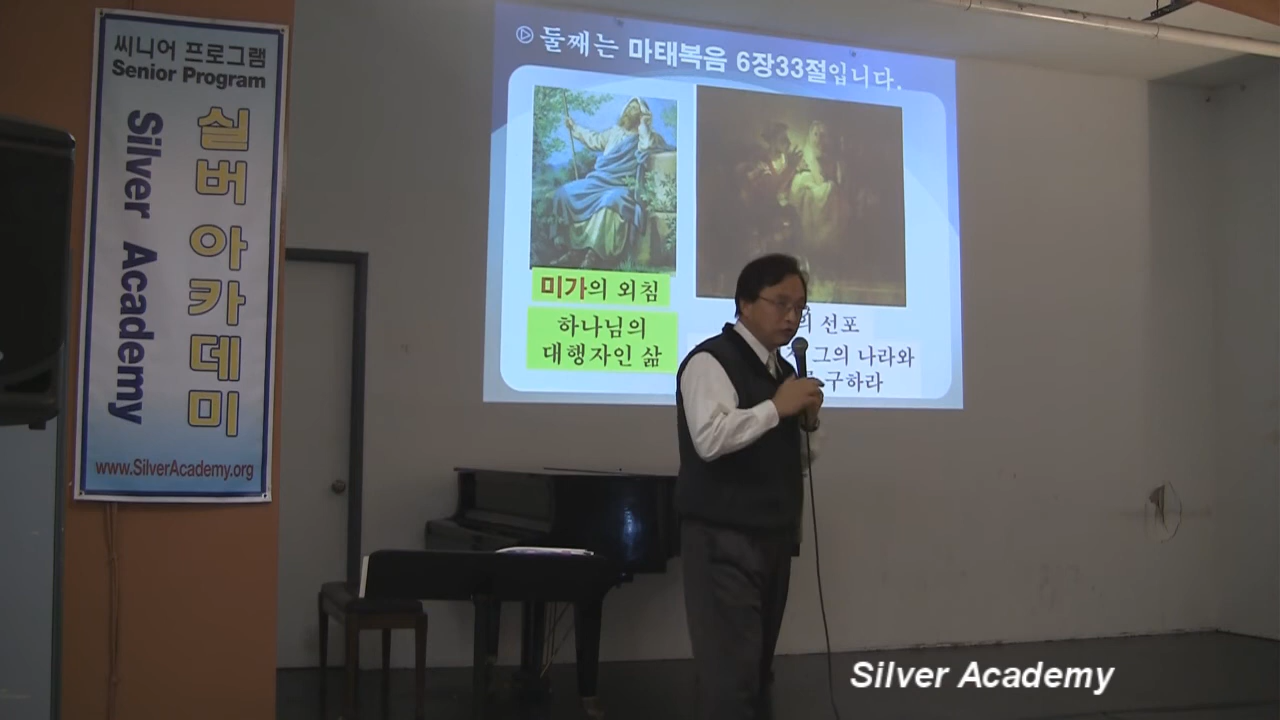 씨니어 프로그램
Senior Program
실버 아카데미
Silver Academy
www.SilverAcademy.org
둘째는 마태복음 6장33절입니다.
미가의 외침
하나님의
대행자인 삶
의 선포
그의 나라와
구하라
Silver Academy